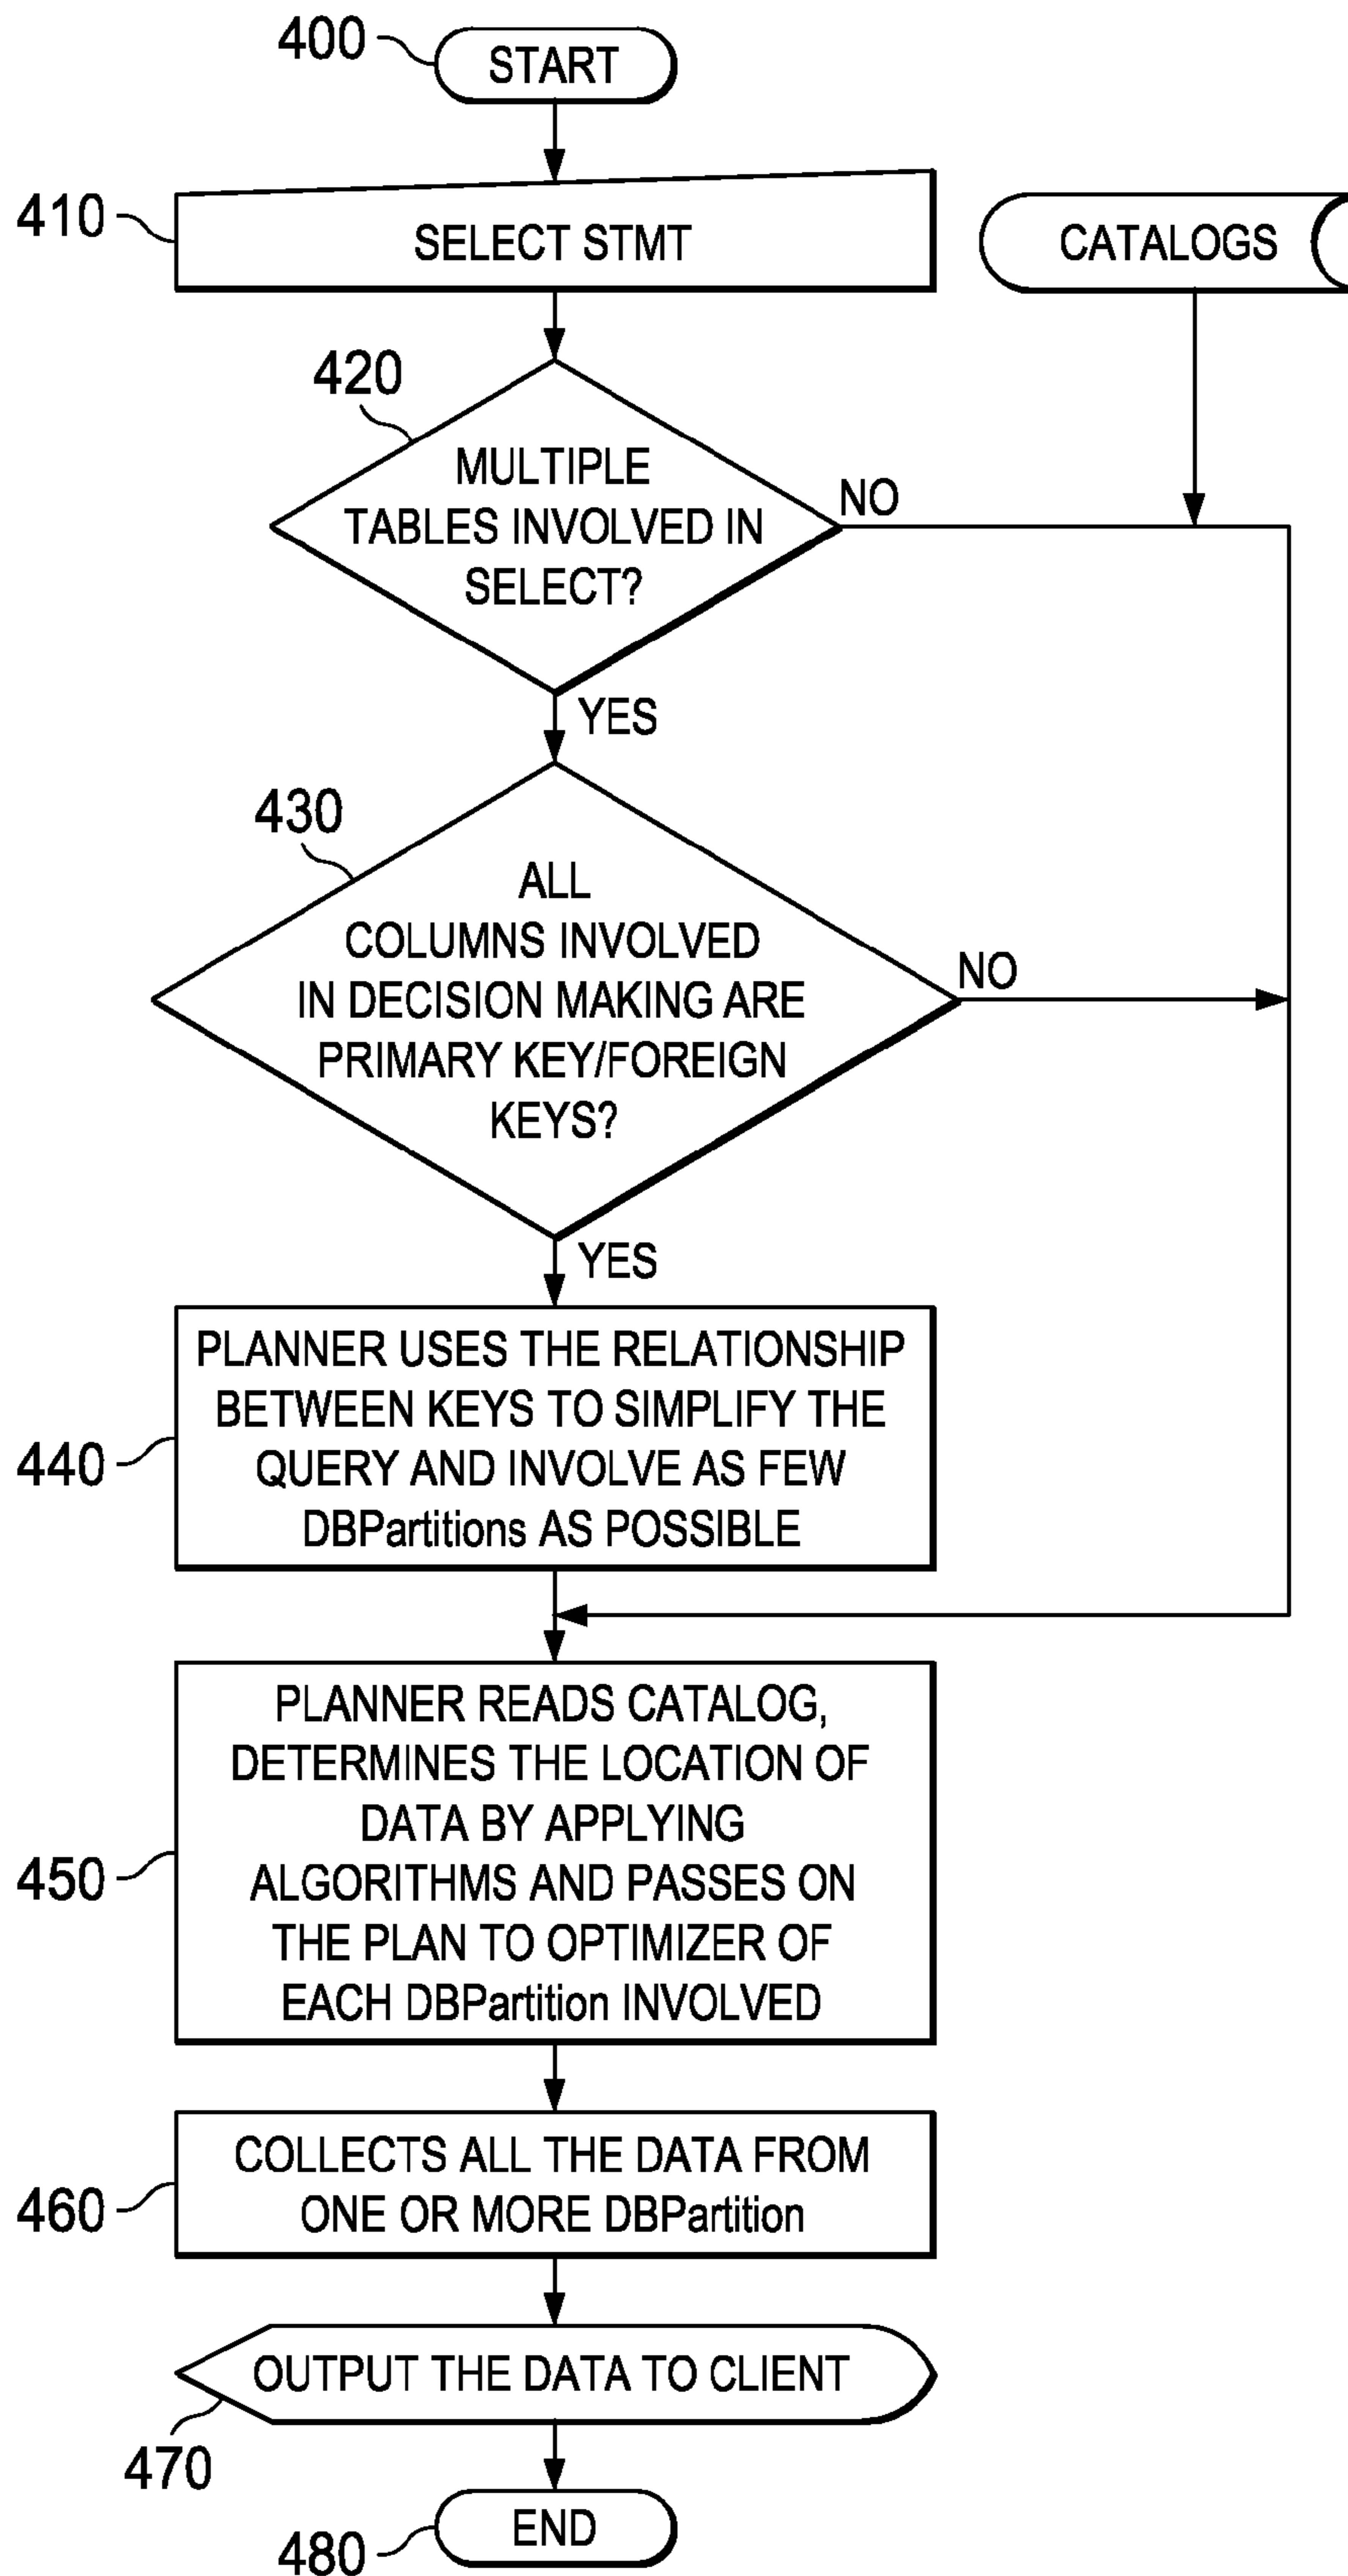 400
START
410
SELECT STMT
CATALOGS
420
MULTIPLE
TABLES INVOLVED IN
SELECT?
NO
YES
430
ALL
COLUMNS INVOLVED
IN DECISION MAKING ARE
PRIMARY KEY/FOREIGN
KEYS?
NO
YES
440
PLANNER USES THE RELATIONSHIP
BETWEEN KEYS TO SIMPLIFY THE
QUERY AND INVOLVE AS FEW
DBPartitions AS POSSIBLE
450
PLANNER READS CATALOG,
DETERMINES THE LOCATION OF
DATA BY APPLYING
ALGORITHMS AND PASSES ON
THE PLAN TO OPTIMIZER OF
EACH DBPartition INVOLVED
460
COLLECTS ALL THE DATA FROM
ONE OR MORE DBPartition
OUTPUT THE DATA TO CLIENT
470
END
480